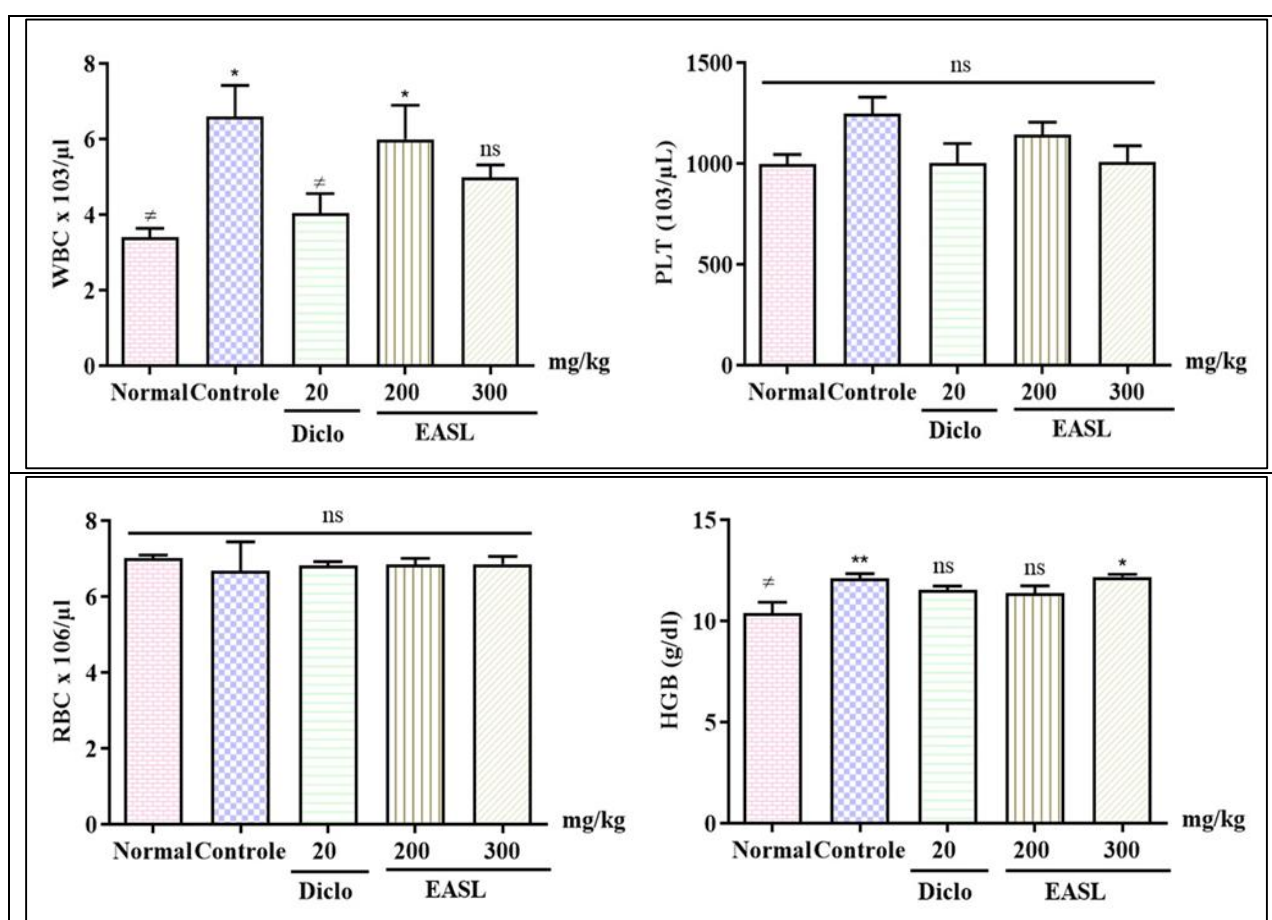 WBC x 103/µl
8
6
4
2
0
≠
*
≠
*
ns
Normal Controle 20 200 300 mg/kg
Diclo EASL
PLT (103/µL)
1500
1000
500
0
ns
Normal Controle 20 200 300 mg/kg
Diclo EASL
RBC x 106/µl
8
6
4
2
0
ns
Normal Controle 20 200 300 mg/kg
Diclo EASL
HGB (g/dl)
15
10
5
0
≠
**
ns
ns
*
Normal Controle 20 200 300 mg/kg
Diclo EASL